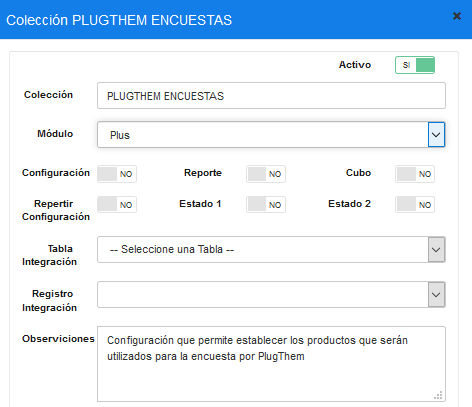 Colección PLUGTHEM ENCUESTAS
Activo SI
Colección PLUGTHEM ENCUESTAS
Módulo Plus
Configuración NO Reporte NO Cubo NO
Repertir Configuración NO Estado 1 NO Estado 2 NO
Tabla Integración -- Seleccione una Tabla --
Registro Integración
Observiciones Configuración que permite establecer los productos que serán
utilizados para la encuesta por PlugThem